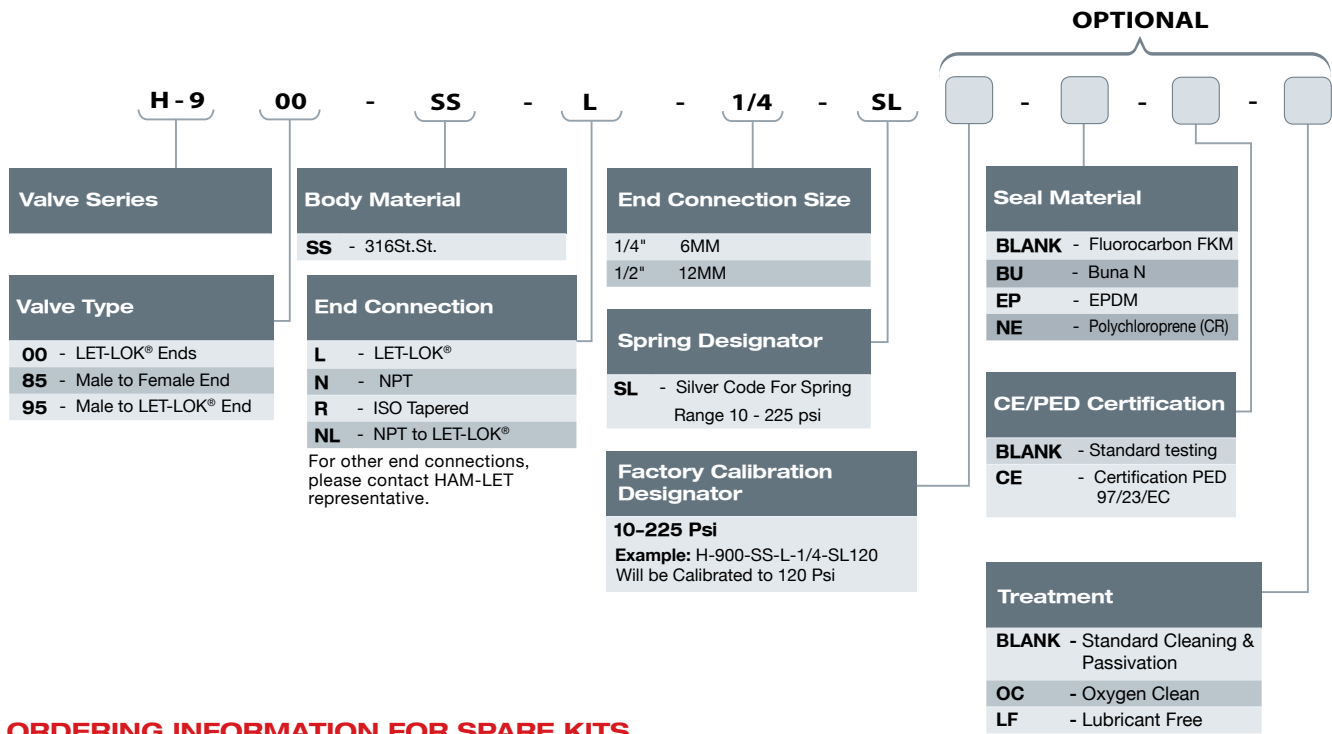 OPTIONAL
H-9 00 - SS - L - 1/4 - SL - - -
Valve Series
Valve Type
00 - LET-LOK® Ends
85 - Male to Female End
95 - Male to LET-LOK® End
Body Material
SS - 316St.St.
End Connection
L - LET-LOK®
N - NPT
R - ISO Tapered
NL - NPT to LET-LOK®
For other end connections,
please contact HAM-LET
representative.
End Connection Size
1/4" 6MM
1/2" 12MM
Spring Designator
SL - Silver Code For Spring
Range 10 - 225 psi
Factory Calibration
Designator
10-225 Psi
Example: H-900-SS-L-1/4-SL120
Will be Calibrated to 120 Psi
Seal Material
BLANK - Fluorocarbon FKM
BU - Buna N
EP - EPDM
NE - Polychloroprene (CR)
CE/PED Certification
BLANK - Standard testing
CE - Certification PED
97/23/EC
Treatment
BLANK - Standard Cleaning &
Passivation
OC - Oxygen Clean
LF - Lubricant Free
ORDERING INFORMATION FOR SPARE KITS